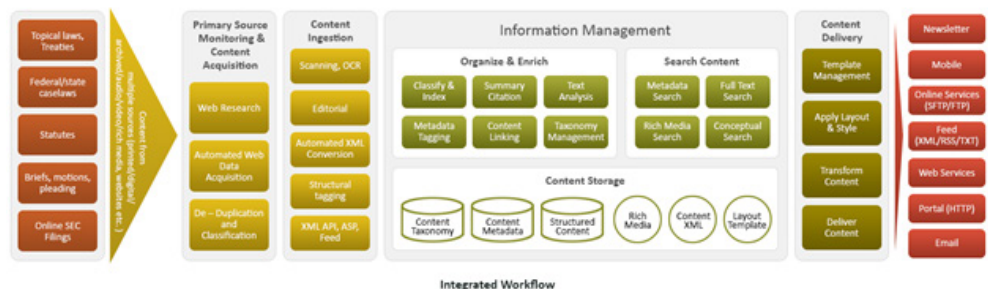 Topical laws,
Treaties
Federal/state
caselaws
Statutes
Briefs, motions,
pleading
Online SEC
Filings
Content from
multiple sources (printed/digital/
archived/audio/video/rich media, websites etc.)
Primary Source
Monitoring &
Content
Acquisition
Web Research
Automated Web
Data
Acquisition
De – Duplication
and
Classification
Content
Ingestion
Scanning, OCR
Editorial
Automated XML
Conversion
Structural
tagging
XML API, ASP,
Feed
Information Management
Organize & Enrich
Classify &
Index
Summary
Citation
Text
Analysis
Metadata
Tagging
Content
Linking
Taxonomy
Management
Search Content
Metadata
Search
Full Text
Search
Rich Media
Search
Conceptual
Search
Content Storage
Content
Taxonomy
Content
Metadata
Structured
Content
Rich
Media
Content
XML
Layout
Template
Content
Delivery
Template
Management
Apply Layout
& Style
Transform
Content
Deliver
Content
Newsletter
Mobile
Online Services
(SFTP/FTP)
Feed
(XML/RSS/TXT)
Web Services
Portal (HTTP)
Email
Integrated Workflow